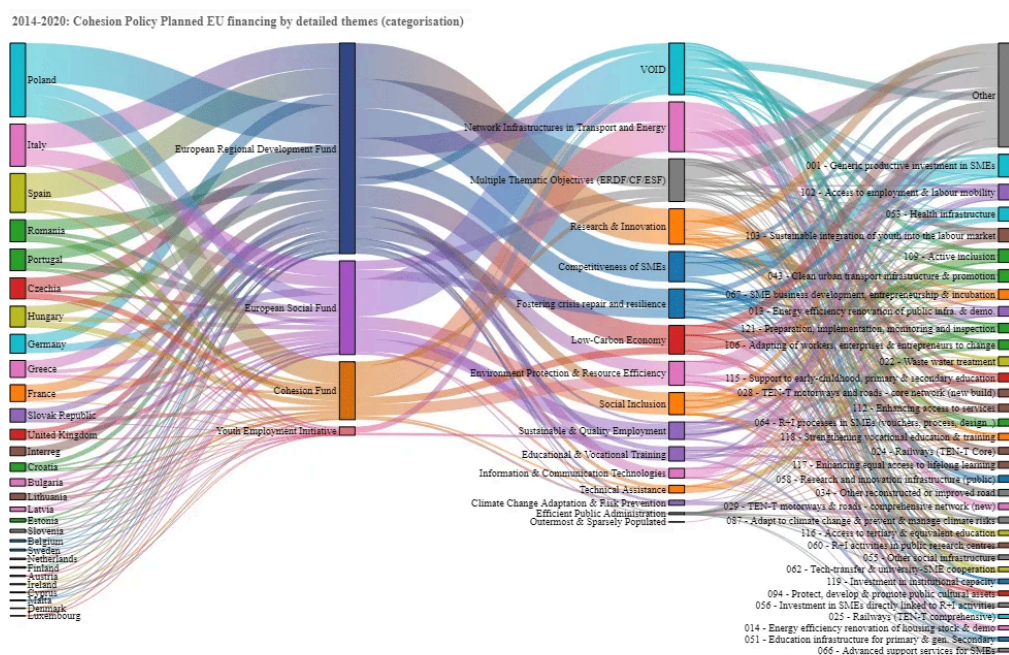 2014-2020: Cohesion Policy Planned EU financing by detailed themes (categorisation)
Poland
Italy
Spain
Romania
Portugal
Czechia
Hungary
Germany
Greece
France
Slovak Republic
United Kingdom
Interreg
Croatia
Bulgaria
Lithuania
Latvia
Estonia
Slovenia
Belgium
Sweden
Netherlands
Finland
Austria
Ireland
Cyprus
Malta
Denmark
Luxembourg
European Regional Development Fund
European Social Fund
Cohesion Fund
Youth Employment Initiative
VOID
Network Infrastructures in Transport and Energy
Multiple Thematic Objectives (ERDF/CF/ESF)
Research & Innovation
Competitiveness of SMEs
Fostering crisis repair and resilience
Low-Carbon Economy
Environment Protection & Resource Efficiency
Social Inclusion
Sustainable & Quality Employment
Educational & Vocational Training
Information & Communication Technologies
Technical Assistance
Climate Change Adaptation & Risk Prevention
Efficient Public Administration
Outermost & Sparsely Populated
Other
001 - Generic productive investment in SMEs
102 - Access to employment & labour mobility
053 - Health infrastructure
103 - Sustainable integration of youth into the labour market
109 - Active inclusion
043 - Clean urban transport infrastructure & promotion
067 - SME business development, entrepreneurship & incubation
013 - Energy efficiency renovation of public infra. & demo.
121 - Preparation, implementation, monitoring and inspection
106 - Adapting of workers, enterprises & entrepreneurs to change
022 - Waste water treatment
115 - Support to early-childhood, primary & secondary education
028 - TEN-T motorways and roads - core network (new build)
112 - Enhancing access to services
064 - R+I processes in SMEs (vouchers, process, design..)
118 - Strengthening vocational education & training
024 - Railways (TEN-T Core)
117 - Enhancing equal access to lifelong learning
058 - Research and innovation infrastructure (public)
034 - Other reconstructed or improved road
029 - TEN-T motorways & roads - comprehensive network (new)
087 - Adapt to climate change & prevent & manage climate risks
116 - Access to tertiary & equivalent education
060 - R+I activities in public research centres
055 - Other social infrastructure
062 - Tech-transfer & university-SME cooperation
119 - Investment in institutional capacity
094 - Protect, develop & promote public cultural assets
056 - Investment in SMEs directly linked to R+I activities
025 - Railways (TEN-T comprehensive)
014 - Energy efficiency renovation of housing stock & demo
051 - Education infrastructure for primary & gen. Secondary
066 - Advanced support services for SMEs